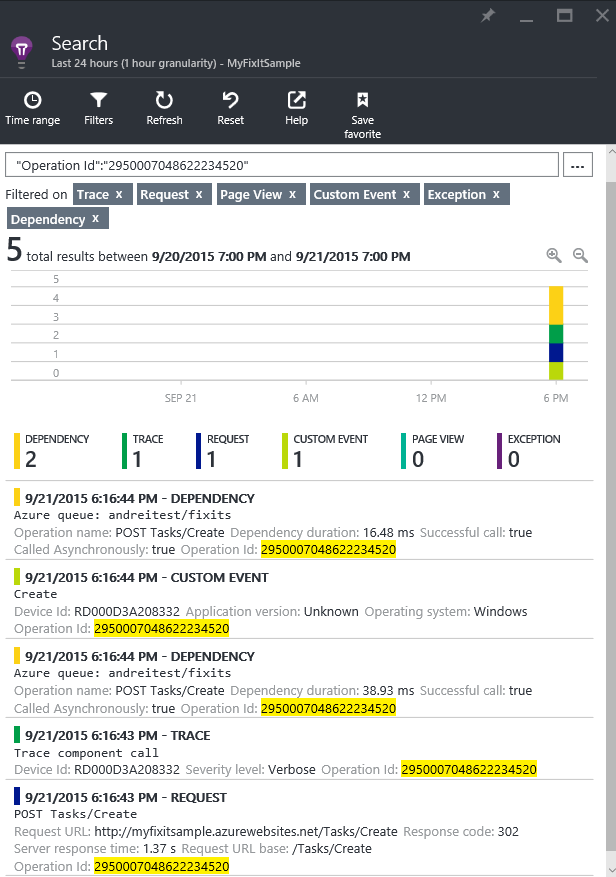 Search
Last 24 hours (1 hour granularity) - MyFixItSample
Time range
Filters
Refresh
Reset
Help
Save
favorite
"Operation Id":"2950007048622234520"
...
Filtered on Trace x Request x Page View x Custom Event x Exception x
Dependency x
5 total results between 9/20/2015 7:00 PM and 9/21/2015 7:00 PM
5
4
3
2
1
0
SEP 21
6 AM
12 PM
6 PM
DEPENDENCY
2
TRACE
1
REQUEST
1
CUSTOM EVENT
1
PAGE VIEW
0
EXCEPTION
0
9/21/2015 6:16:44 PM - DEPENDENCY
Azure queue: andreitest/fixits
Operation name: POST Tasks/Create Dependency duration: 16.48 ms Successful call: true
Called Asynchronously: true Operation Id: 2950007048622234520
9/21/2015 6:16:44 PM - CUSTOM EVENT
Create
Device Id: RD000D3A208332 Application version: Unknown Operating system: Windows
Operation Id: 2950007048622234520
9/21/2015 6:16:44 PM - DEPENDENCY
Azure queue: andreitest/fixits
Operation name: POST Tasks/Create Dependency duration: 38.93 ms Successful call: true
Called Asynchronously: true Operation Id: 2950007048622234520
9/21/2015 6:16:43 PM - TRACE
Trace component call
Device Id: RD000D3A208332 Severity level: Verbose Operation Id: 2950007048622234520
9/21/2015 6:16:43 PM - REQUEST
POST Tasks/Create
Request URL: http://myfixitsample.azurewebsites.net/Tasks/Create Response code: 302
Server response time: 1.37 s Request URL base: /Tasks/Create
Operation Id: 2950007048622234520